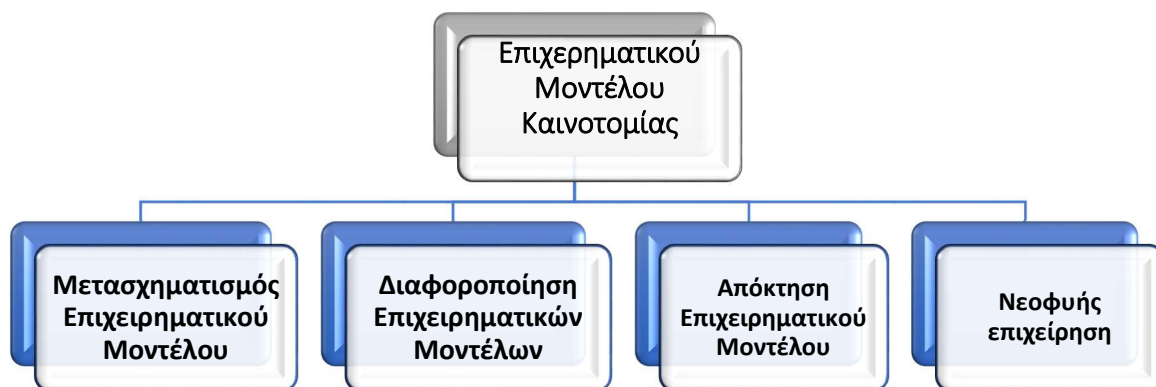 Επιχερηματικού
Μοντέλου
Καινοτομίας
Μετασχηματισμός
Επιχειρηματικού
Μοντέλου
Διαφοροποίηση
Επιχειρηματικών
Μοντέλων
Απόκτηση
Επιχειρηματικού
Μοντέλου
Νεοφυής
επιχείρηση